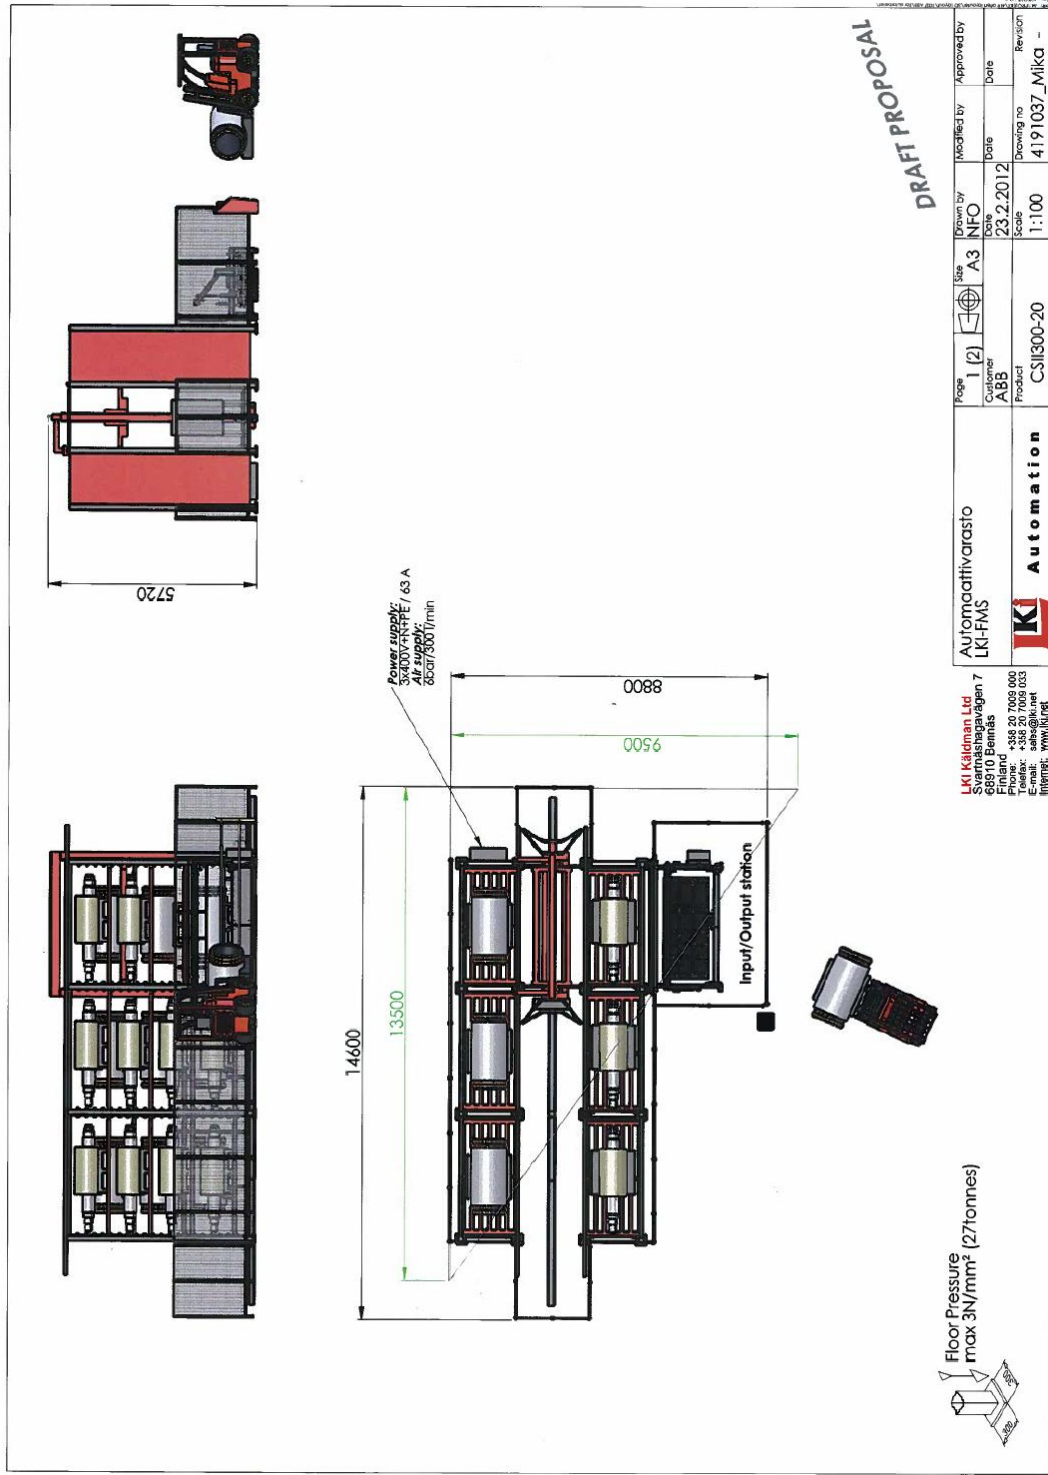 DRAFT PROPOSAL
5720
Power supply:
3x400V+N+PE / 63 A
Air supply:
6bar/300 l/min
8800
9500
13500
14600
Input/Output station
Floor Pressure
max 3N/mm² (27tonnes)
300
LKI Käldman Ltd
Svartnäshagavägen 7
68910 Bennäs
Finland
Phone: +358 20 7009 000
Telefax: +358 20 7009 033
E-mail: sales@lki.net
Internet: www.lki.net
Automaattivarasto
LKI-FMS
LKi Automation
Page
1 (2)
Size
A3
Customer
ABB
Product
CSII300-20
Drawn by
NFO
Date
23.2.2012
Scale
1:100
Modified by
Date
Drawing no
4191037_Mika
Approved by
Date
Revision
-